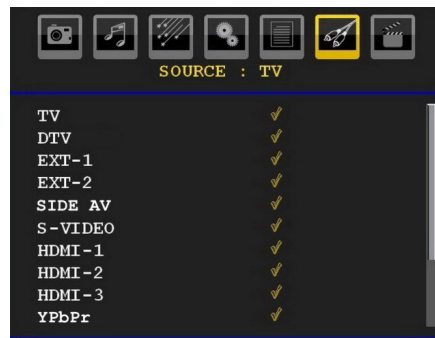 SOURCE : TV
TV
DTV
EXT-1
EXT-2
SIDE AV
S-VIDEO
HDMI-1
HDMI-2
HDMI-3
YPbPr